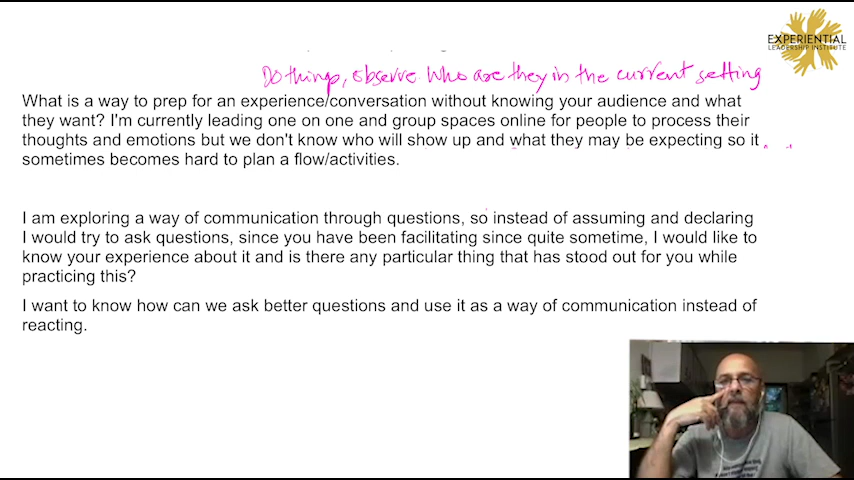 EXPERIENTIAL
LEADERSHIP INSTITUTE
Do things, observe who are they in the current setting
What is a way to prep for an experience/conversation without knowing your audience and what
they want? I'm currently leading one on one and group spaces online for people to process their
thoughts and emotions but we don't know who will show up and what they may be expecting so it
sometimes becomes hard to plan a flow/activities.
I am exploring a way of communication through questions, so instead of assuming and declaring
I would try to ask questions, since you have been facilitating since quite sometime, I would like to
know your experience about it and is there any particular thing that has stood out for you while
practicing this?
I want to know how can we ask better questions and use it as a way of communication instead of
reacting.